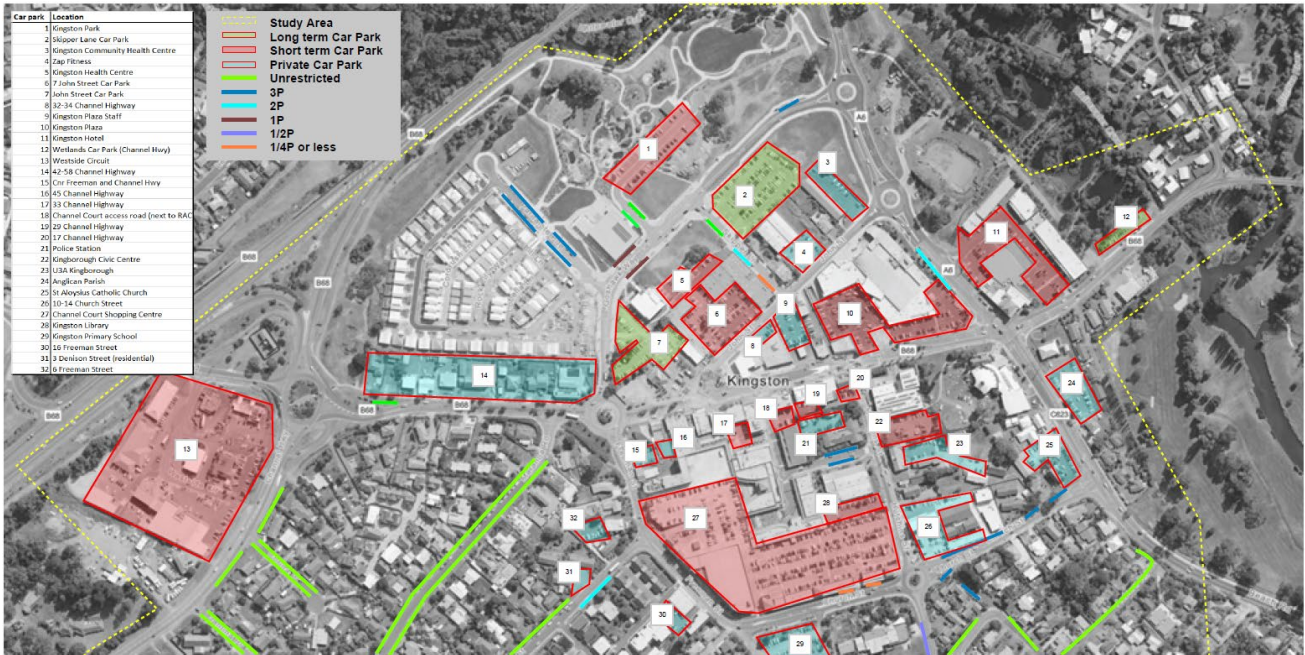 Car park Location
1 Kingston Park
2 Skipper Lane Car Park
3 Kingston Community Health Centre
4 Zap Fitness
5 Kingston Health Centre
6 7 John Street Car Park
7 John Street Car Park
8 32-34 Channel Highway
9 Kingston Plaza Staff
10 Kingston Plaza
11 Kingston Hotel
12 Wetlands Car Park (Channel Hwy)
13 Westside Circuit
14 42-58 Channel Highway
15 Cnr Freeman and Channel Hwy
16 45 Channel Highway
17 33 Channel Highway
18 Channel Court access road (next to RAC
19 29 Channel Highway
20 17 Channel Highway
21 Police Station
22 Kingborough Civic Centre
23 U3A Kingborough
24 Anglican Parish
25 St Aloysius Catholic Church
26 10-14 Church Street
27 Channel Court Shopping Centre
28 Kingston Library
29 Kingston Primary School
30 16 Freeman Street
31 3 Denison Street (residential)
32 6 Freeman Street
Study Area
Long term Car Park
Short term Car Park
Private Car Park
Unrestricted
3P
2P
1P
1/2P
1/4P or less
B68
A6
1
2
3
12
B68
11
4
B68
A6
B68
5
9
6
10
8
7
B68
14
Kingston
24
B68
B68
B68
20
19
18
C623
17
22
16
21
23
25
13
15
28
27
32
26
31
30
29